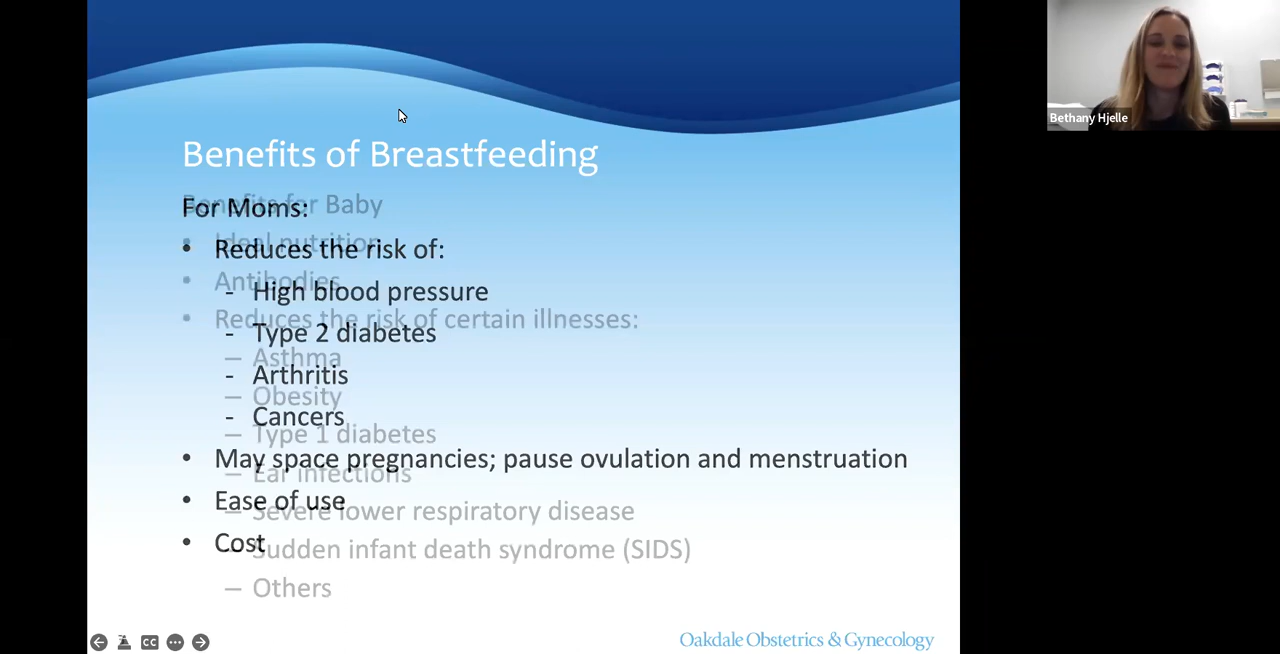 Benefits of Breastfeeding
For Moms:
• Reduces the risk of:
- High blood pressure
- Type 2 diabetes
- Arthritis
- Cancers
• May space pregnancies; pause ovulation and menstruation
• Ease of use
• Cost
Benefits for Baby
• Ideal nutrition
• Antibodies
• Reduces the risk of certain illnesses:
– Asthma
– Obesity
– Type 1 diabetes
– Ear infections
– Severe lower respiratory disease
– Sudden infant death syndrome (SIDS)
– Others
Oakdale Obstetrics & Gynecology
CC
Bethany Hjelle